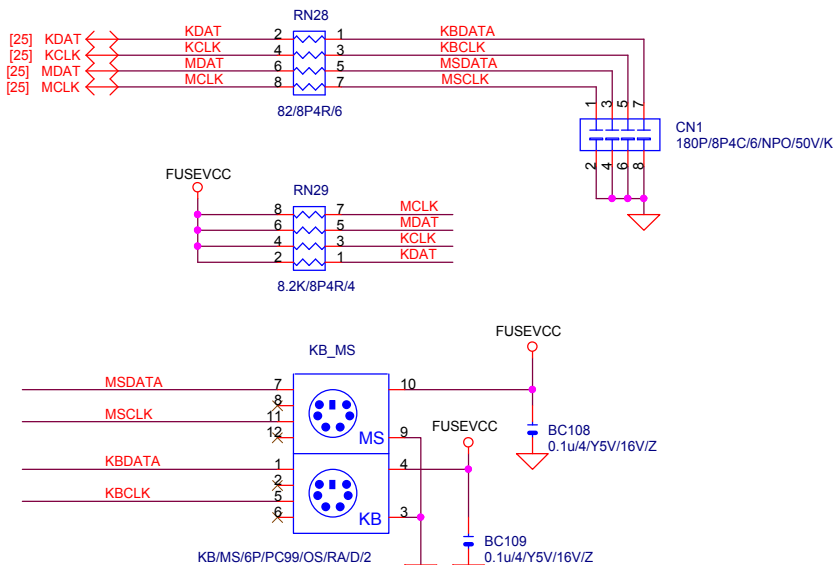 RN28
[25] KDAT KDAT 2 1 KBDATA
[25] KCLK KCLK 4 3 KBCLK
[25] MDAT MDAT 6 5 MSDATA
[25] MCLK MCLK 8 7 MSCLK
82/8P4R/6
1 3 5 7
CN1
180P/8P4C/6/NPO/50V/K
2 4 6 8
FUSEVCC
RN29
8 7 MCLK
6 5 MDAT
4 3 KCLK
2 1 KDAT
8.2K/8P4R/4
FUSEVCC
KB_MS
MSDATA 7 10
8
MSCLK 11
12 MS 9
FUSEVCC
BC108
0.1u/4/Y5V/16V/Z
KBDATA 1 4
2
KBCLK 5
6 KB 3
BC109
KB/MS/6P/PC99/OS/RA/D/2
0.1u/4/Y5V/16V/Z